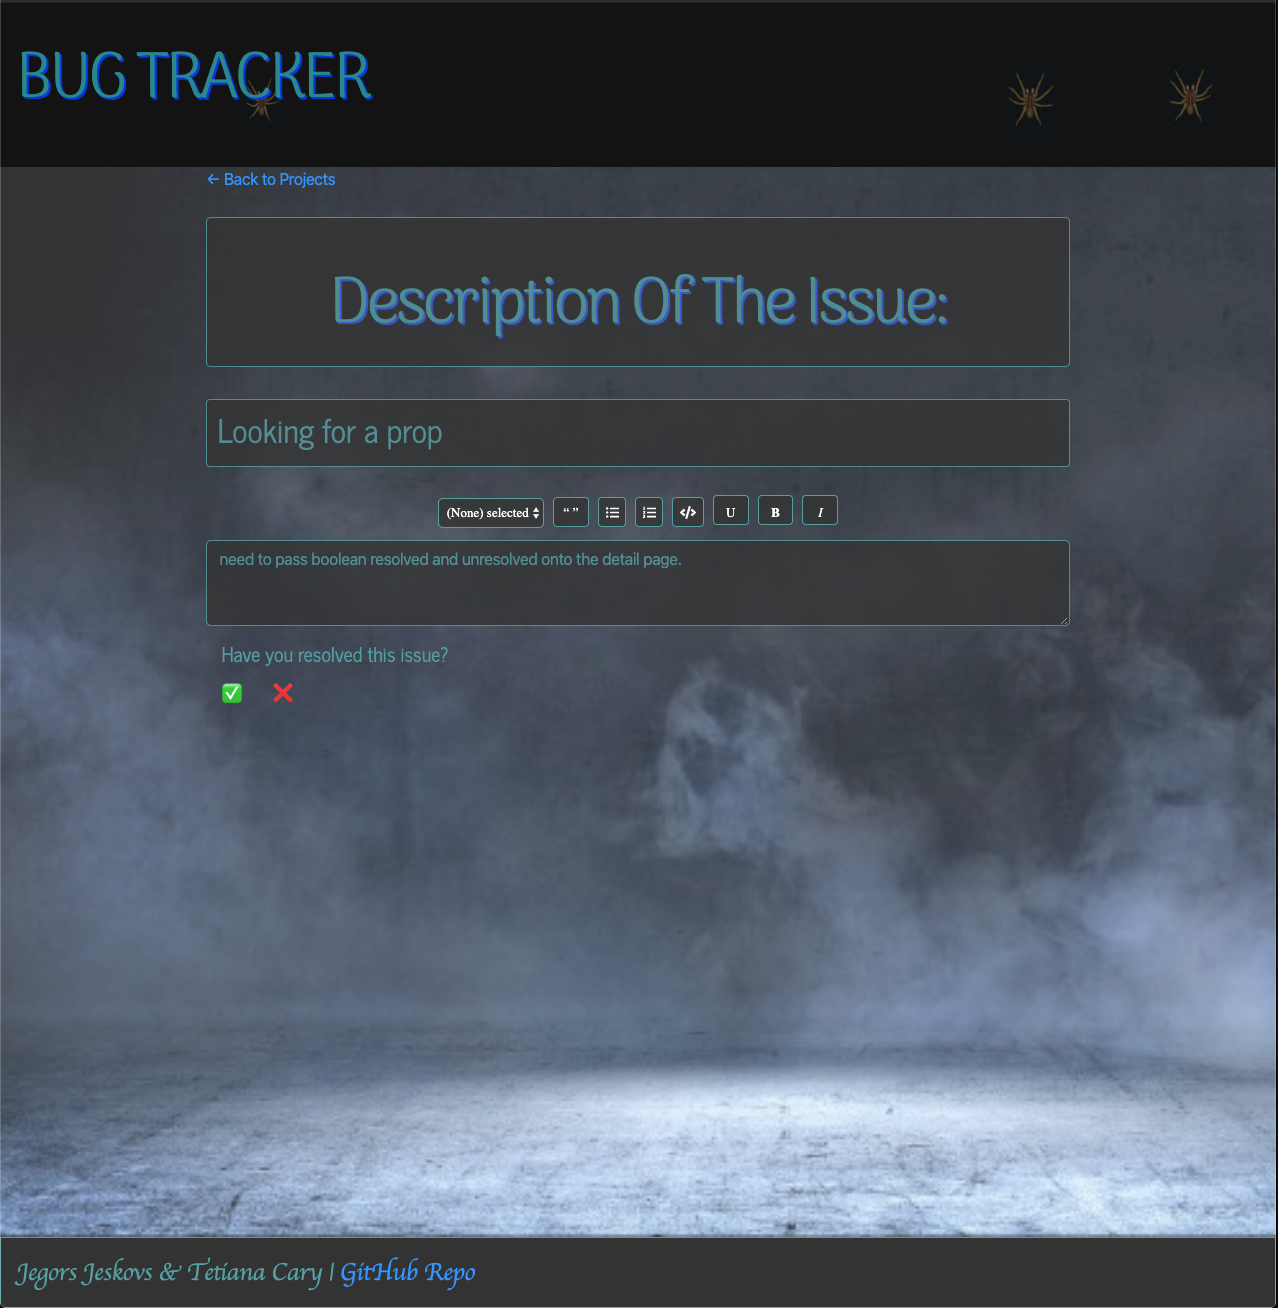 BUG TRACKER
← Back to Projects
Description Of The Issue:
Looking for a prop
(None) selected “ ” </> U B I
need to pass boolean resolved and unresolved onto the detail page.
Have you resolved this issue?
Jegors Jeskovs & Tetiana Cary | GitHub Repo